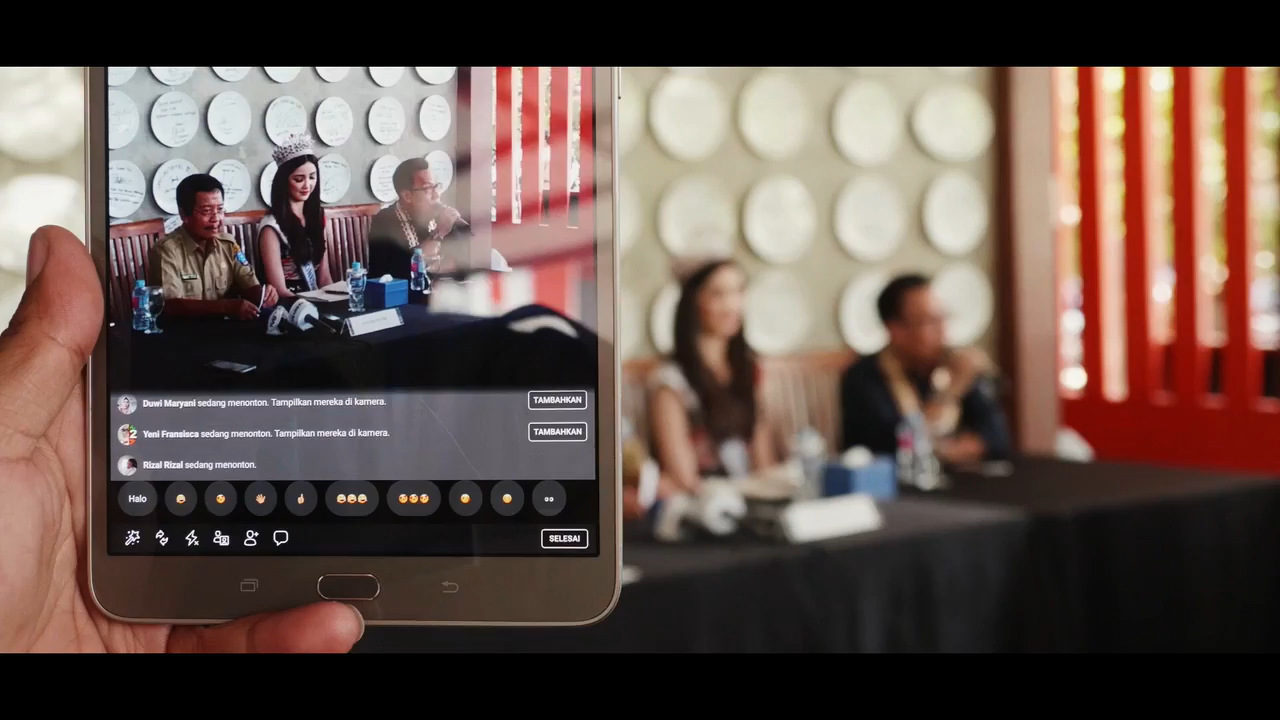 Duwi Maryani sedang menonton. Tampilkan mereka di kamera.
TAMBAHKAN
Yeni Fransisca sedang menonton. Tampilkan mereka di kamera.
TAMBAHKAN
Rizal Rizal sedang menonton.
Halo
SELESAI